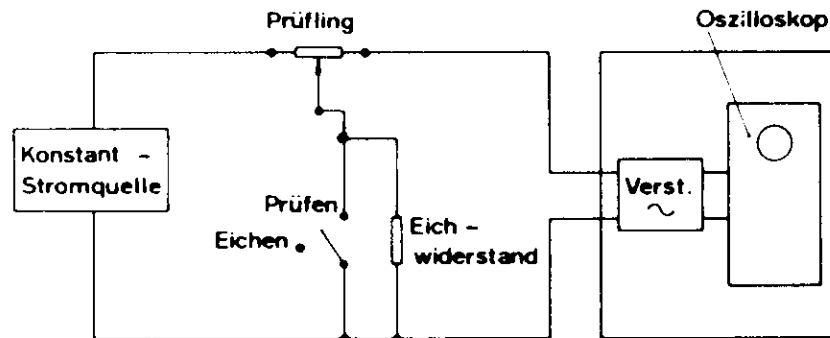 Prüfling
Oszilloskop
Konstant -
Stromquelle
Verst.
Prüfen
Eichen
Eich -
widerstand